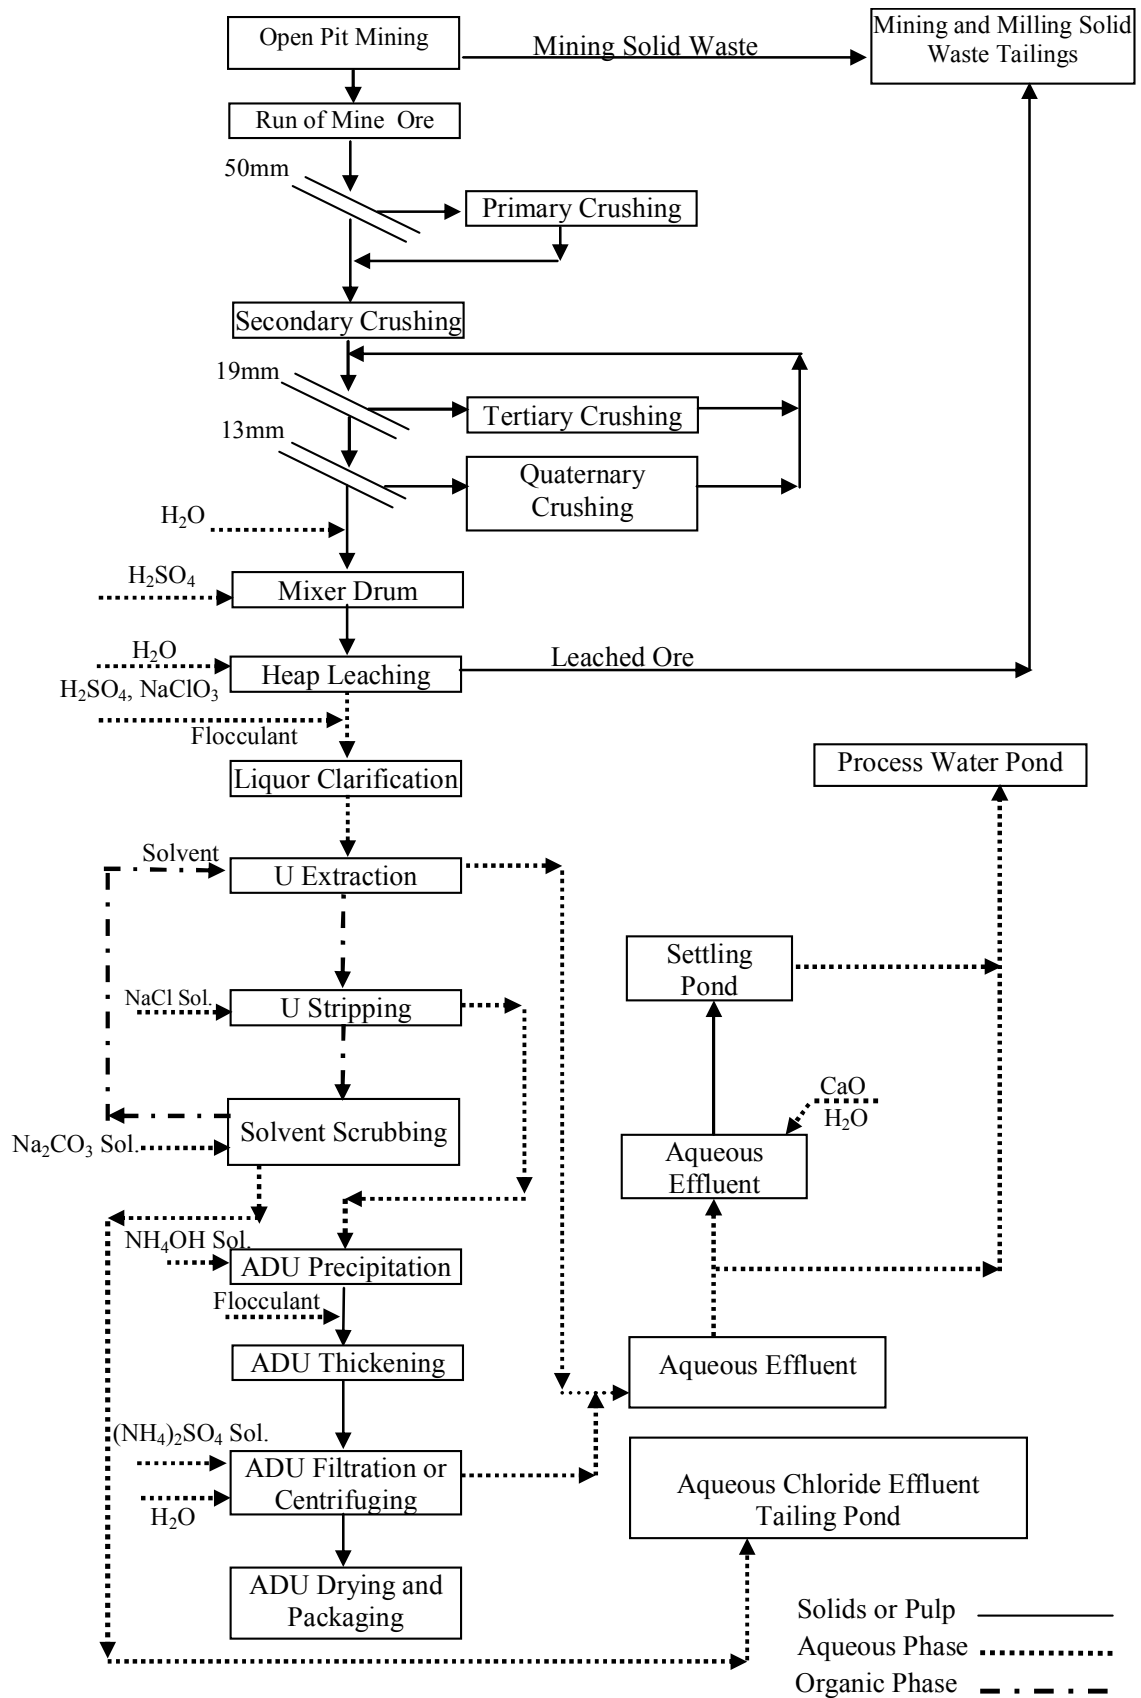 Open Pit Mining
Mining Solid Waste
Mining and Milling Solid
Waste Tailings
Run of Mine Ore
50mm
Primary Crushing
Secondary Crushing
19mm
Tertiary Crushing
13mm
Quaternary
Crushing
H₂O
H₂SO₄
Mixer Drum
H₂O
Heap Leaching
Leached Ore
H₂SO₄, NaClO₃
Flocculant
Liquor Clarification
Process Water Pond
Solvent
U Extraction
Settling
Pond
NaCl Sol.
U Stripping
CaO
H₂O
Solvent Scrubbing
Na₂CO₃ Sol.
Aqueous
Effluent
NH₄OH Sol.
ADU Precipitation
Flocculant
ADU Thickening
Aqueous Effluent
(NH₄)₂SO₄ Sol.
ADU Filtration or
Centrifuging
H₂O
Aqueous Chloride Effluent
Tailing Pond
ADU Drying and
Packaging
Solids or Pulp
Aqueous Phase
Organic Phase